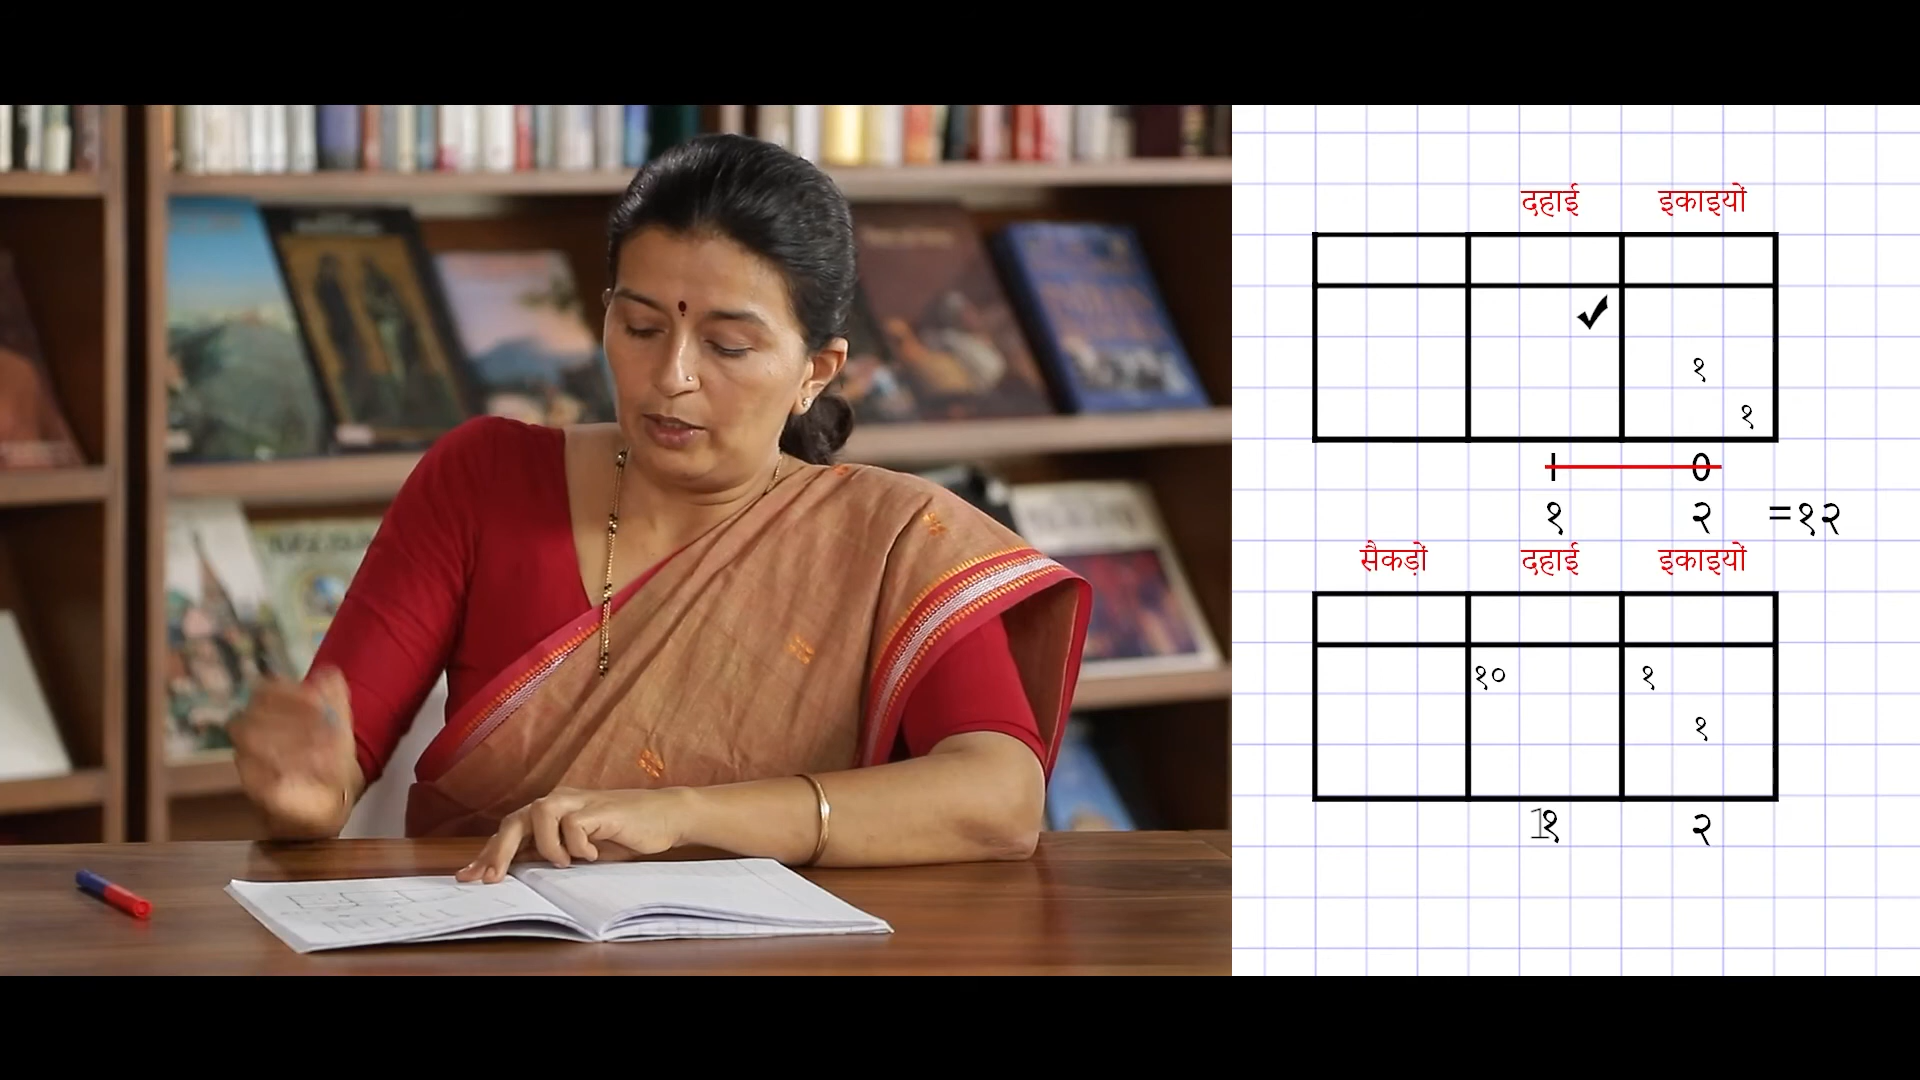 दहाई इकाइयों
१
१
1 0
१ २ =१२
सैकड़ों दहाई इकाइयों
१० १
१
१ २